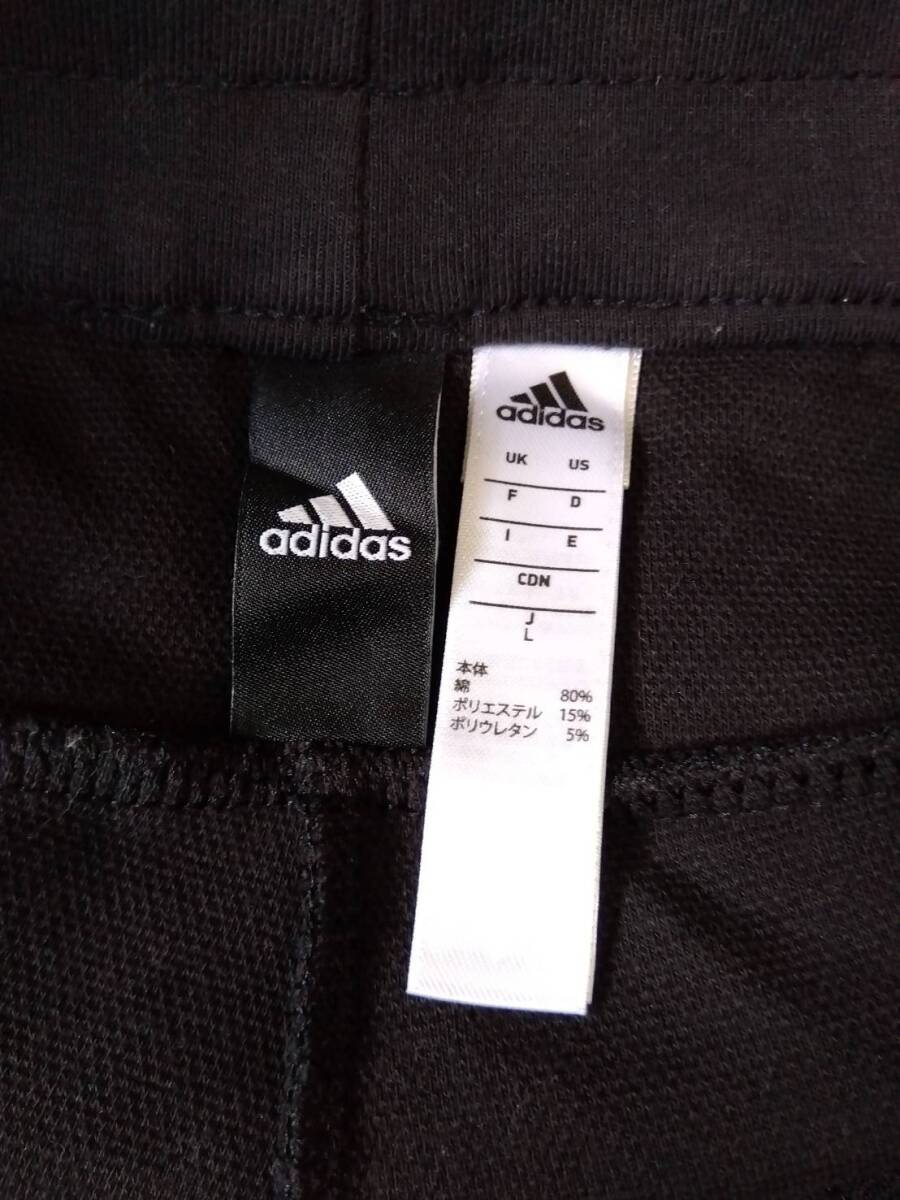 adidas
adidas
UK US
F D
I E
CDN
J
L
本体
綿 80%
ポリエステル 15%
ポリウレタン 5%